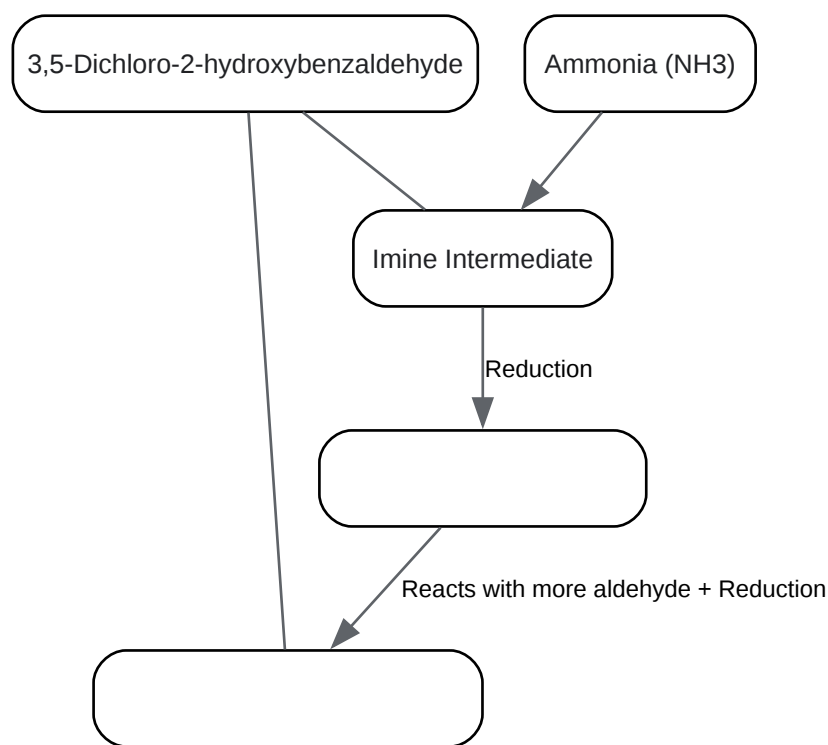 3,5-Dichloro-2-hydroxybenzaldehyde
Ammonia (NH3)
Imine Intermediate
Reduction
Reacts with more aldehyde + Reduction